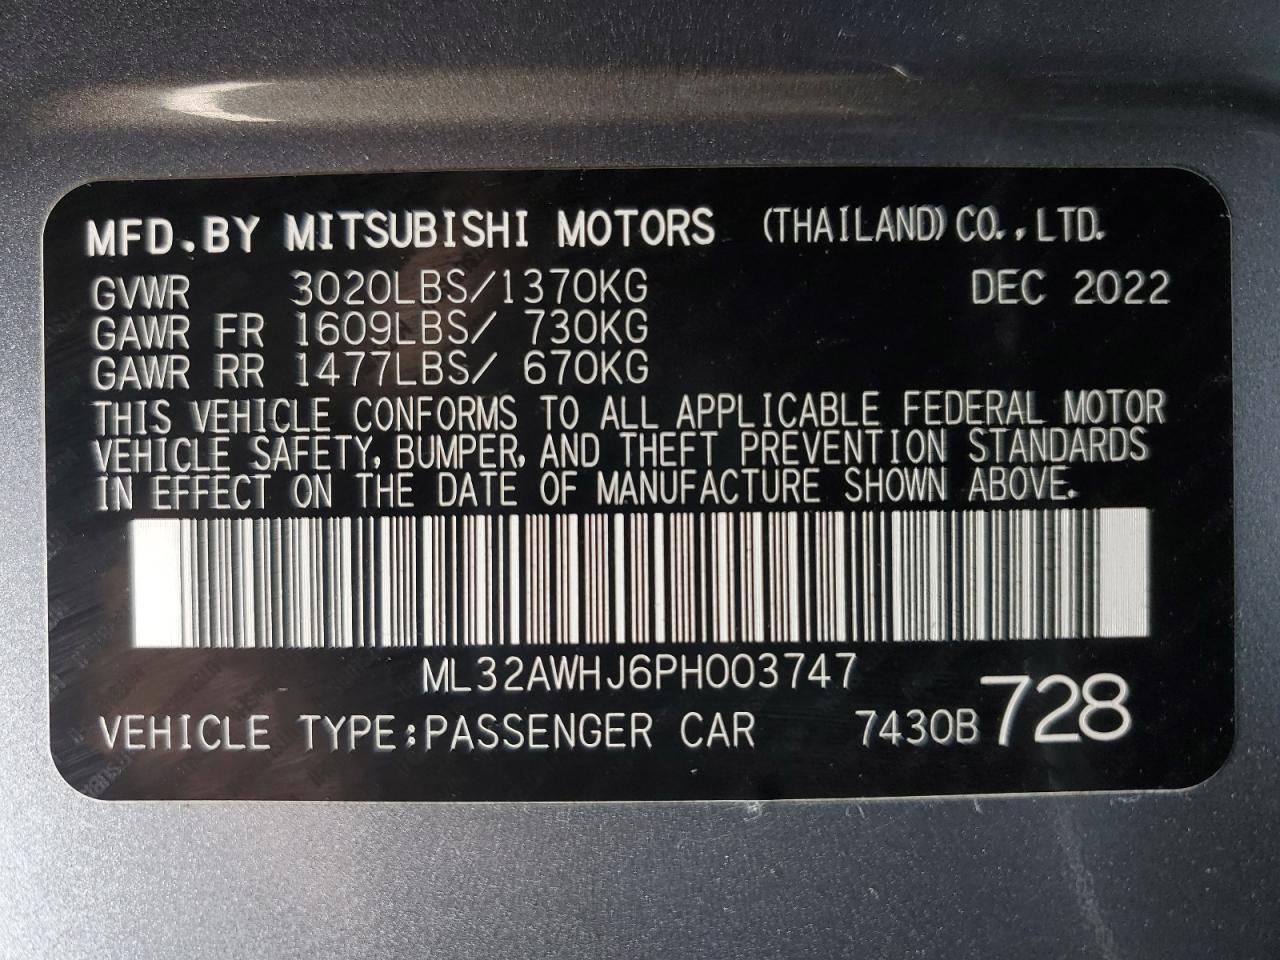 MFD.BY MITSUBISHI MOTORS (THAILAND) CO.,LTD.
GVWR 3020LBS/1370KG DEC 2022
GAWR FR 1609LBS/ 730KG
GAWR RR 1477LBS/ 670KG
THIS VEHICLE CONFORMS TO ALL APPLICABLE FEDERAL MOTOR
VEHICLE SAFETY, BUMPER, AND THEFT PREVENTION STANDARDS
IN EFFECT ON THE DATE OF MANUFACTURE SHOWN ABOVE.
ML32AWHJ6PH003747
VEHICLE TYPE:PASSENGER CAR 7430B 728